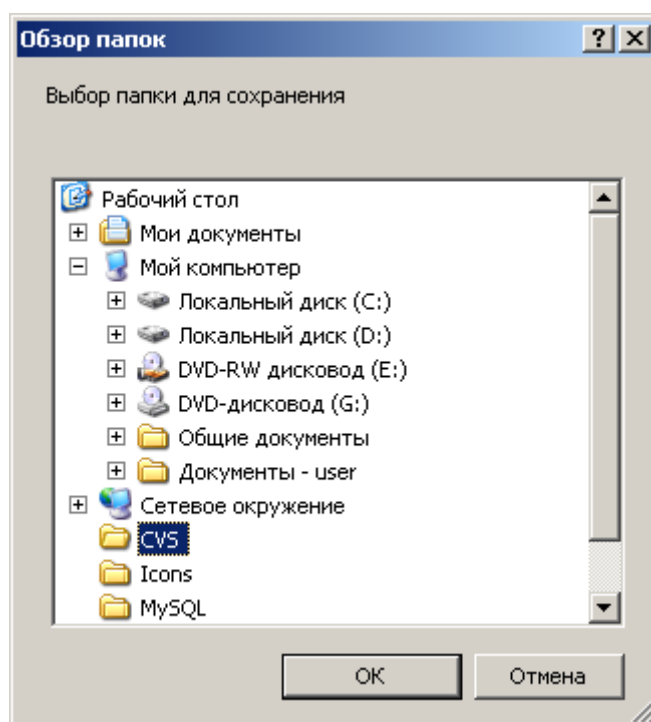 Обзор папок
Выбор папки для сохранения
Рабочий стол
Мои документы
Мой компьютер
Локальный диск (C:)
Локальный диск (D:)
DVD-RW дисковод (E:)
DVD-дисковод (G:)
Общие документы
Документы - user
Сетевое окружение
CVS
Icons
MySQL
ОК
Отмена